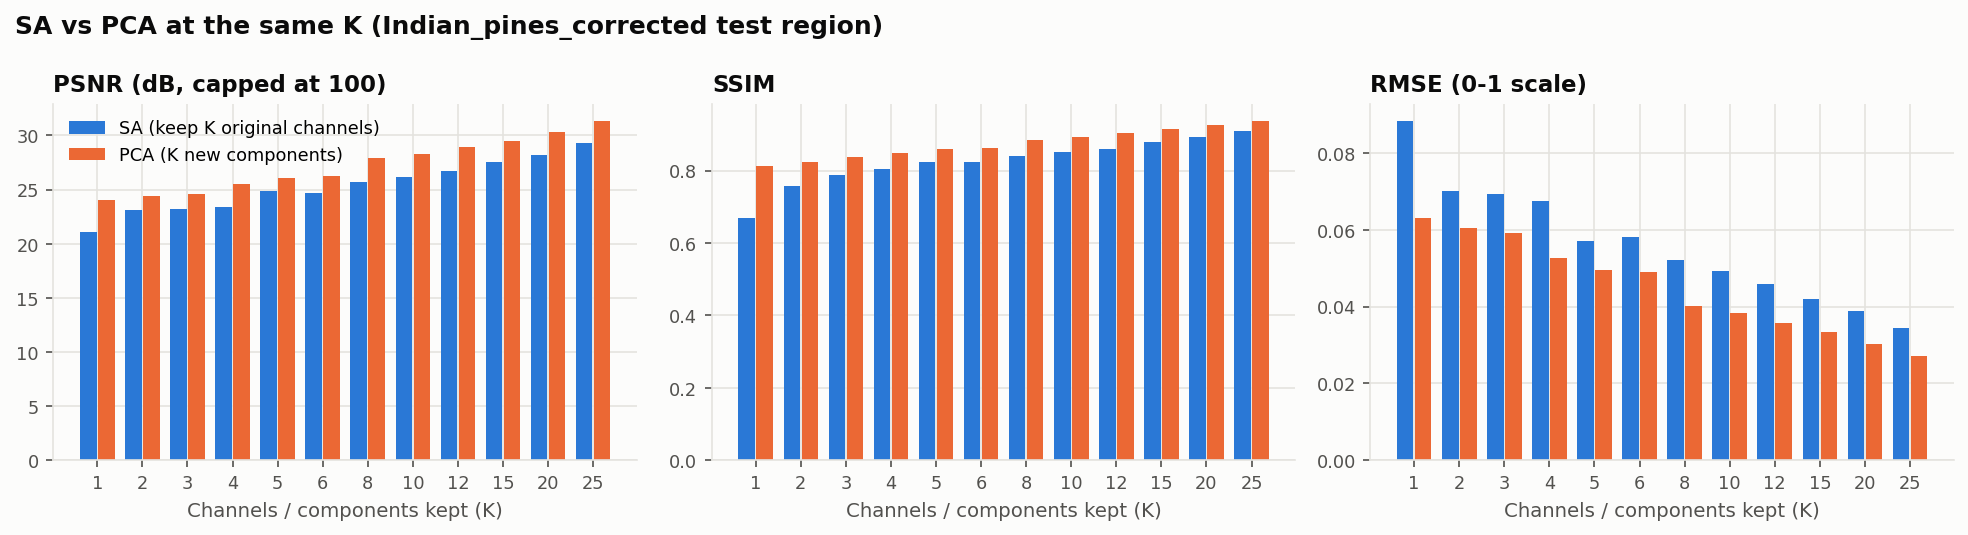 SA vs PCA at the same K (Indian_pines_corrected test region)
PSNR (dB, capped at 100)
SA (keep K original channels)
PCA (K new components)
30
25
20
15
10
5
0
1 2 3 4 5 6 8 10 12 15 20 25
Channels / components kept (K)
SSIM
0.8
0.6
0.4
0.2
0.0
1 2 3 4 5 6 8 10 12 15 20 25
Channels / components kept (K)
RMSE (0-1 scale)
0.08
0.06
0.04
0.02
0.00
1 2 3 4 5 6 8 10 12 15 20 25
Channels / components kept (K)